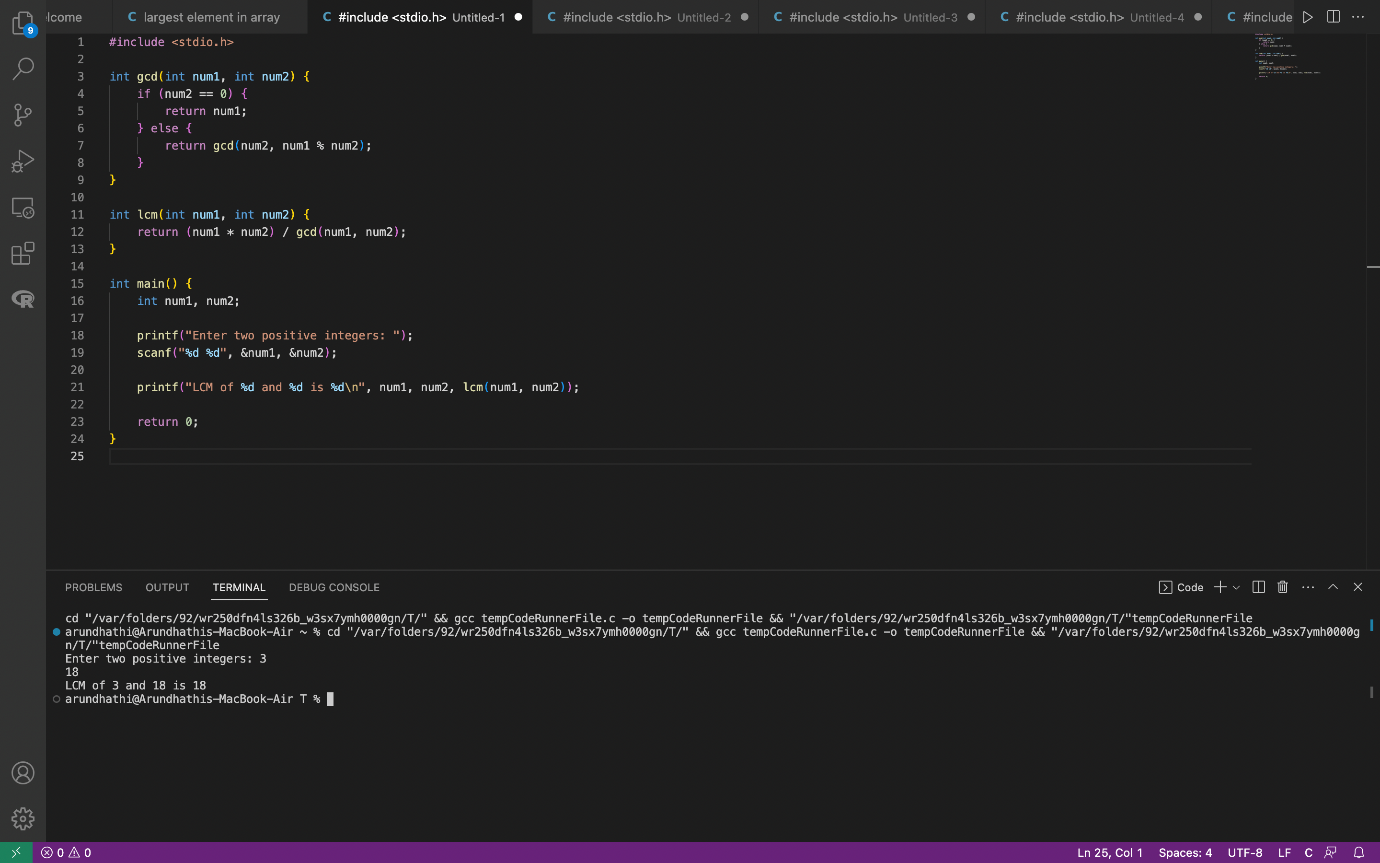 elcome
C largest element in array
C #include <stdio.h> Untitled-1
C #include <stdio.h> Untitled-2
C #include <stdio.h> Untitled-3
C #include <stdio.h> Untitled-4
C #include
9
1 #include <stdio.h>
2
3 int gcd(int num1, int num2) {
4     if (num2 == 0) {
5         return num1;
6     } else {
7         return gcd(num2, num1 % num2);
8     }
9 }
10
11 int lcm(int num1, int num2) {
12     return (num1 * num2) / gcd(num1, num2);
13 }
14
15 int main() {
16     int num1, num2;
17
18     printf("Enter two positive integers: ");
19     scanf("%d %d", &num1, &num2);
20
21     printf("LCM of %d and %d is %d\n", num1, num2, lcm(num1, num2));
22
23     return 0;
24 }
25
PROBLEMS OUTPUT TERMINAL DEBUG CONSOLE
Code
cd "/var/folders/92/wr250dfn4ls326b_w3sx7ymh0000gn/T/" && gcc tempCodeRunnerFile.c -o tempCodeRunnerFile && "/var/folders/92/wr250dfn4ls326b_w3sx7ymh0000gn/T/"tempCodeRunnerFile
arundhathi@Arundhathis-MacBook-Air ~ % cd "/var/folders/92/wr250dfn4ls326b_w3sx7ymh0000gn/T/" && gcc tempCodeRunnerFile.c -o tempCodeRunnerFile && "/var/folders/92/wr250dfn4ls326b_w3sx7ymh0000g
n/T/"tempCodeRunnerFile
Enter two positive integers: 3
18
LCM of 3 and 18 is 18
arundhathi@Arundhathis-MacBook-Air T %
0 0
Ln 25, Col 1 Spaces: 4 UTF-8 LF C